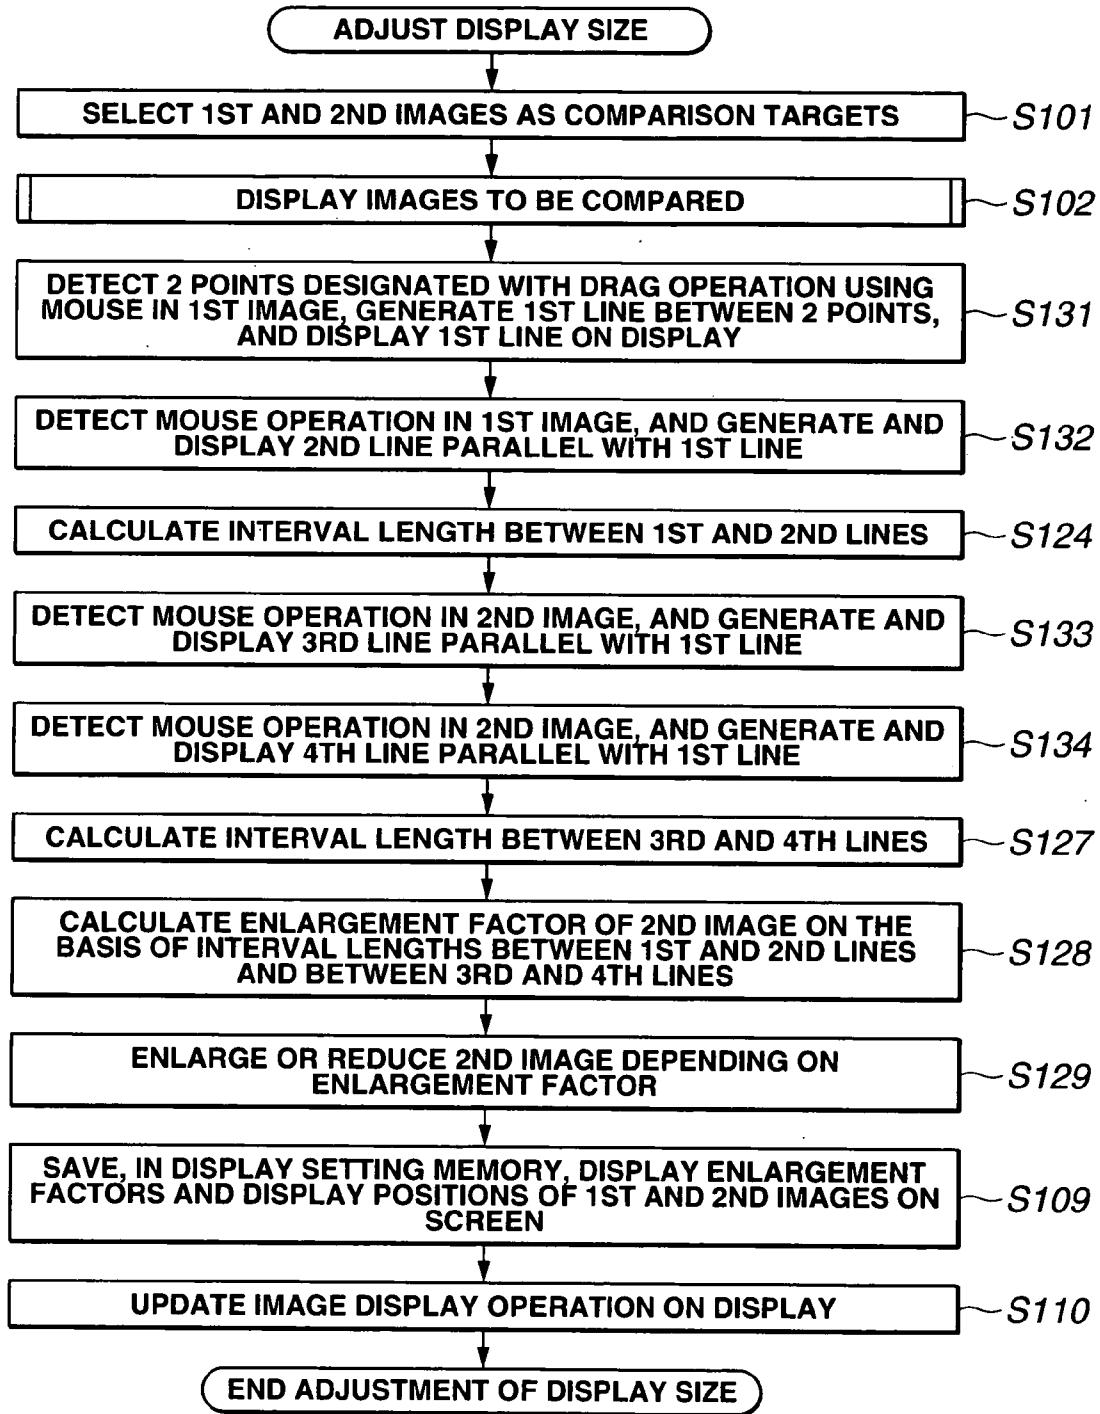 ADJUST DISPLAY SIZE
SELECT 1ST AND 2ND IMAGES AS COMPARISON TARGETS
S101
DISPLAY IMAGES TO BE COMPARED
S102
DETECT 2 POINTS DESIGNATED WITH DRAG OPERATION USING
MOUSE IN 1ST IMAGE, GENERATE 1ST LINE BETWEEN 2 POINTS,
AND DISPLAY 1ST LINE ON DISPLAY
S131
DETECT MOUSE OPERATION IN 1ST IMAGE, AND GENERATE AND
DISPLAY 2ND LINE PARALLEL WITH 1ST LINE
S132
CALCULATE INTERVAL LENGTH BETWEEN 1ST AND 2ND LINES
S124
DETECT MOUSE OPERATION IN 2ND IMAGE, AND GENERATE AND
DISPLAY 3RD LINE PARALLEL WITH 1ST LINE
S133
DETECT MOUSE OPERATION IN 2ND IMAGE, AND GENERATE AND
DISPLAY 4TH LINE PARALLEL WITH 1ST LINE
S134
CALCULATE INTERVAL LENGTH BETWEEN 3RD AND 4TH LINES
S127
CALCULATE ENLARGEMENT FACTOR OF 2ND IMAGE ON THE
BASIS OF INTERVAL LENGTHS BETWEEN 1ST AND 2ND LINES
AND BETWEEN 3RD AND 4TH LINES
S128
ENLARGE OR REDUCE 2ND IMAGE DEPENDING ON
ENLARGEMENT FACTOR
S129
SAVE, IN DISPLAY SETTING MEMORY, DISPLAY ENLARGEMENT
FACTORS AND DISPLAY POSITIONS OF 1ST AND 2ND IMAGES ON
SCREEN
S109
UPDATE IMAGE DISPLAY OPERATION ON DISPLAY
S110
END ADJUSTMENT OF DISPLAY SIZE